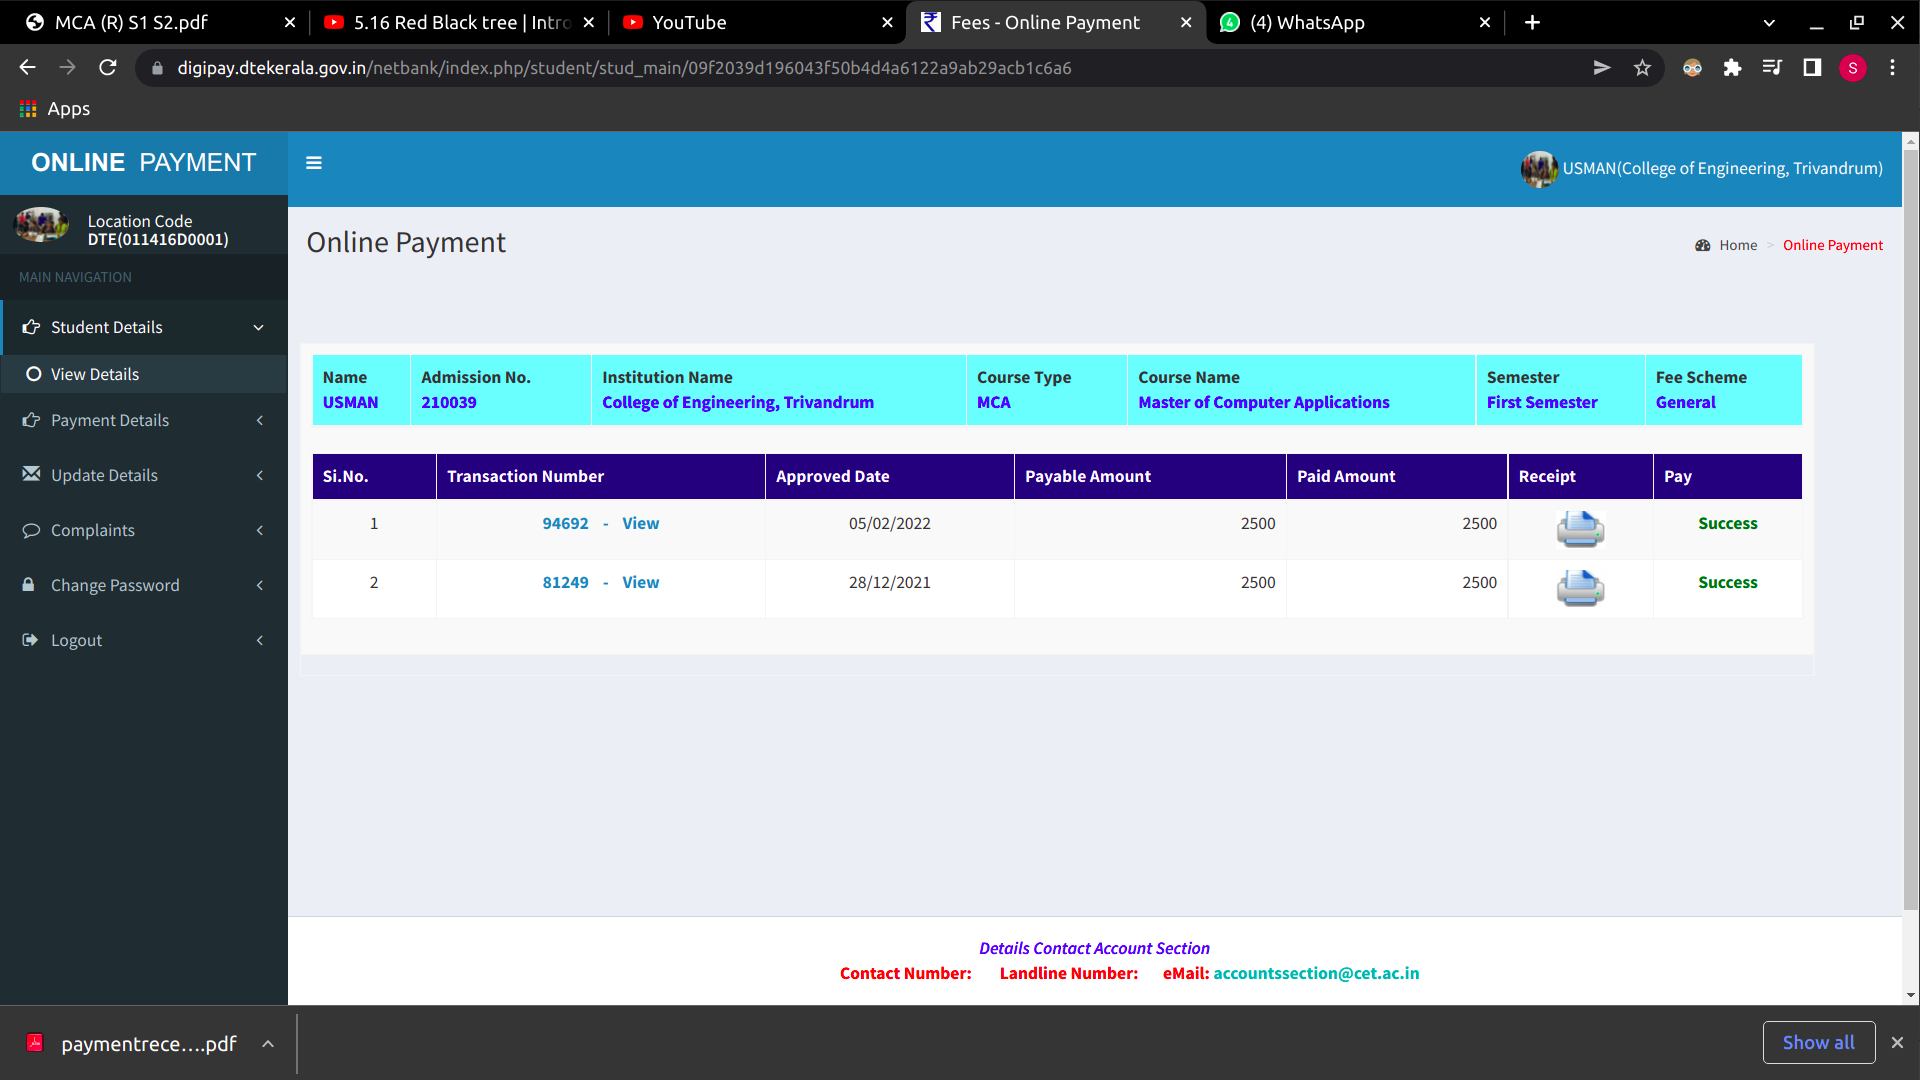 MCA (R) S1 S2.pdf
5.16 Red Black tree | Intro
YouTube
Fees - Online Payment
(4) WhatsApp
digipay.dtekerala.gov.in/netbank/index.php/student/stud_main/09f2039d196043f50b4d4a6122a9ab29acb1c6a6
S
Apps
ONLINE PAYMENT
USMAN(College of Engineering, Trivandrum)
Location Code
DTE(011416D0001)
MAIN NAVIGATION
Student Details
View Details
Payment Details
Update Details
Complaints
Change Password
Logout
Online Payment
Home > Online Payment
Name Admission No. Institution Name Course Type Course Name Semester Fee Scheme
USMAN 210039 College of Engineering, Trivandrum MCA Master of Computer Applications First Semester General
Si.No. Transaction Number Approved Date Payable Amount Paid Amount Receipt Pay
1 94692 - View 05/02/2022 2500 2500 Success
2 81249 - View 28/12/2021 2500 2500 Success
Details Contact Account Section
Contact Number: Landline Number: eMail: accountssection@cet.ac.in
paymentrece....pdf
Show all